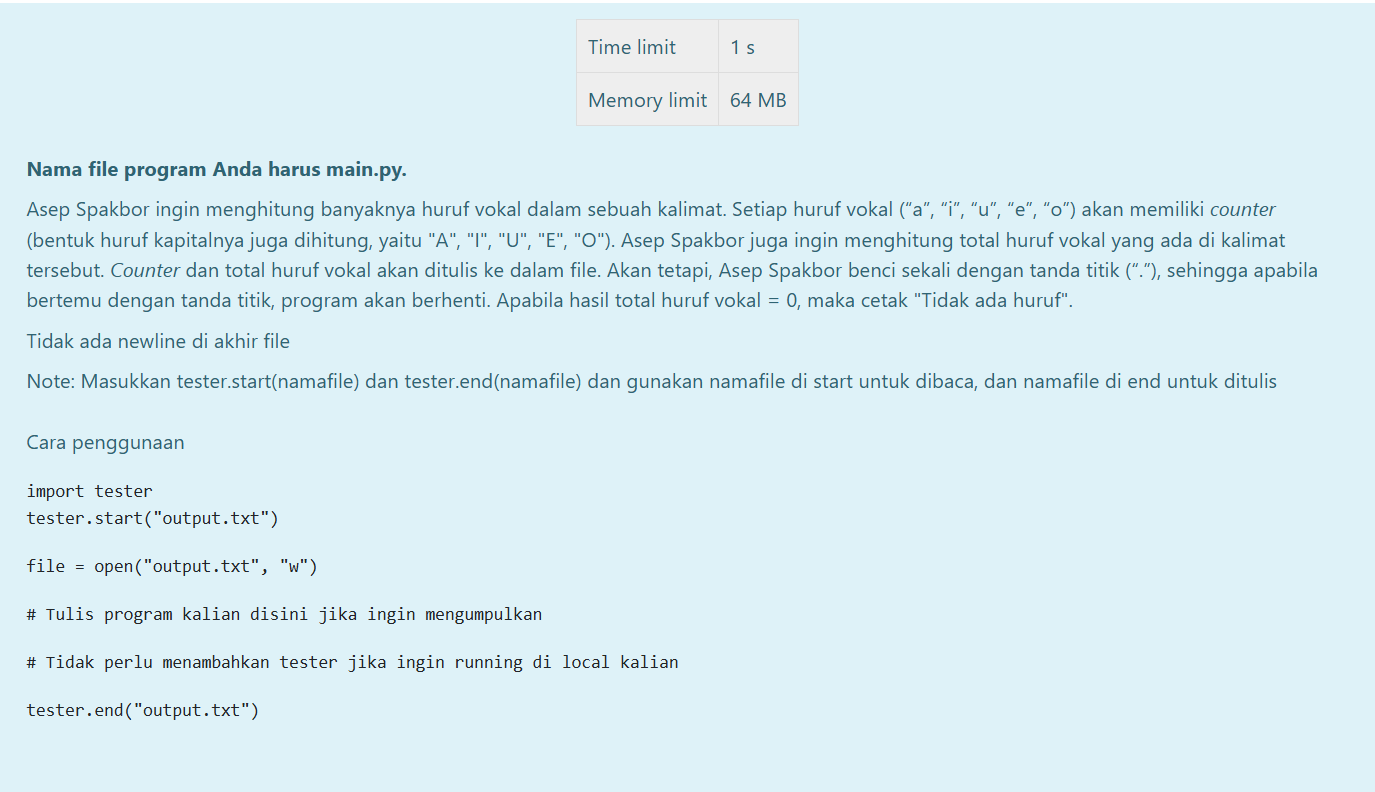 Time limit 1 s
Memory limit 64 MB
Nama file program Anda harus main.py.
Asep Spakbor ingin menghitung banyaknya huruf vokal dalam sebuah kalimat. Setiap huruf vokal (“a”, “i”, “u”, “e”, “o”) akan memiliki counter
(bentuk huruf kapitalnya juga dihitung, yaitu "A", "I", "U", "E", "O"). Asep Spakbor juga ingin menghitung total huruf vokal yang ada di kalimat
tersebut. Counter dan total huruf vokal akan ditulis ke dalam file. Akan tetapi, Asep Spakbor benci sekali dengan tanda titik (“.”), sehingga apabila
bertemu dengan tanda titik, program akan berhenti. Apabila hasil total huruf vokal = 0, maka cetak "Tidak ada huruf".
Tidak ada newline di akhir file
Note: Masukkan tester.start(namafile) dan tester.end(namafile) dan gunakan namafile di start untuk dibaca, dan namafile di end untuk ditulis
Cara penggunaan
import tester
tester.start("output.txt")
file = open("output.txt", "w")
# Tulis program kalian disini jika ingin mengumpulkan
# Tidak perlu menambahkan tester jika ingin running di local kalian
tester.end("output.txt")